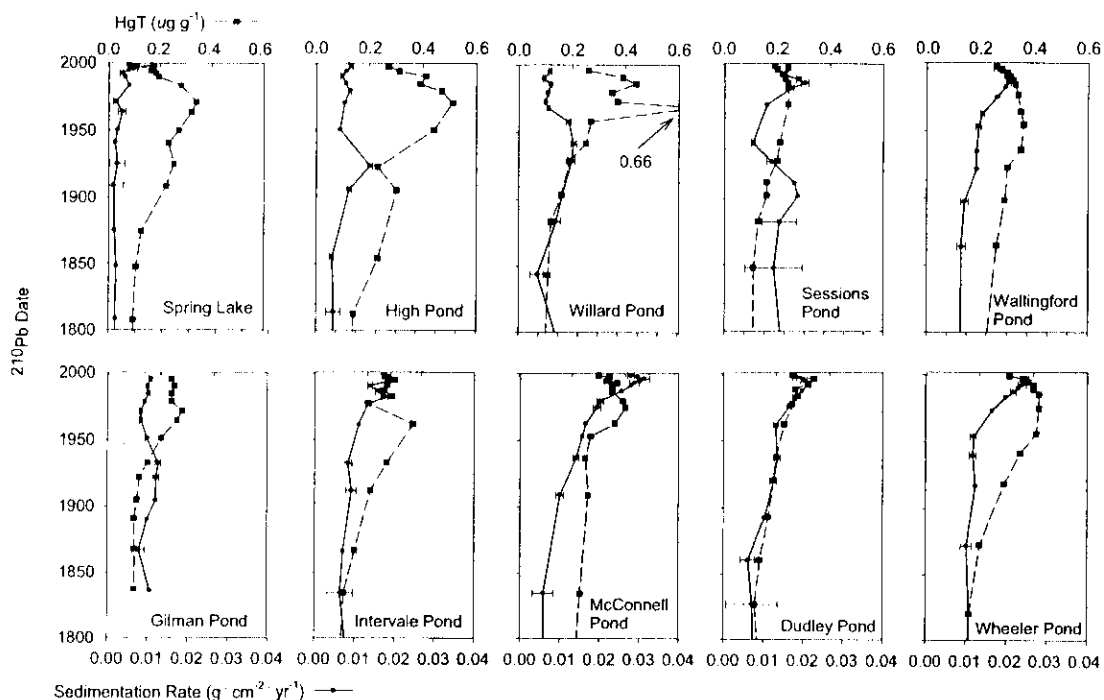 HgT (ug g⁻¹)
0.0 0.2 0.4 0.6 0.0 0.2 0.4 0.6 0.0 0.2 0.4 0.6 0.0 0.2 0.4 0.6 0.0 0.2 0.4 0.6
2000
1950
1900
1850
1800
0.66
Spring Lake
High Pond
Willard Pond
Sessions Pond
Wallingford Pond
²¹⁰Pb Date
2000
1950
1900
1850
1800
Gilman Pond
Intervale Pond
McConnell Pond
Dudley Pond
Wheeler Pond
0.00 0.01 0.02 0.03 0.00 0.01 0.02 0.03 0.00 0.01 0.02 0.03 0.04 0.00 0.01 0.02 0.03 0.00 0.01 0.02 0.03 0.04
Sedimentation Rate (g cm⁻² yr⁻¹)